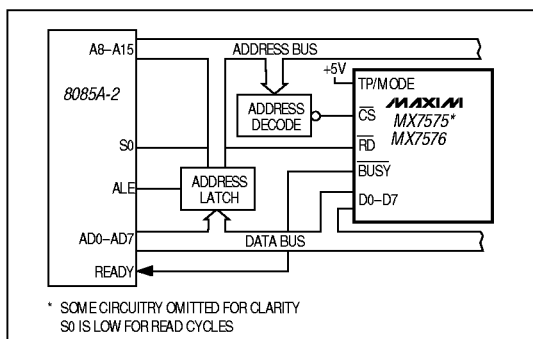 A8–A15
ADDRESS BUS
+5V
TP/MODE
8085A-2
ADDRESS
DECODE
CS
MAXIM
MX7575*
MX7576
S0
RD
ADDRESS
LATCH
BUSY
ALE
D0–D7
AD0–AD7
DATA BUS
READY
* SOME CIRCUITRY OMITTED FOR CLARITY
S0 IS LOW FOR READ CYCLES